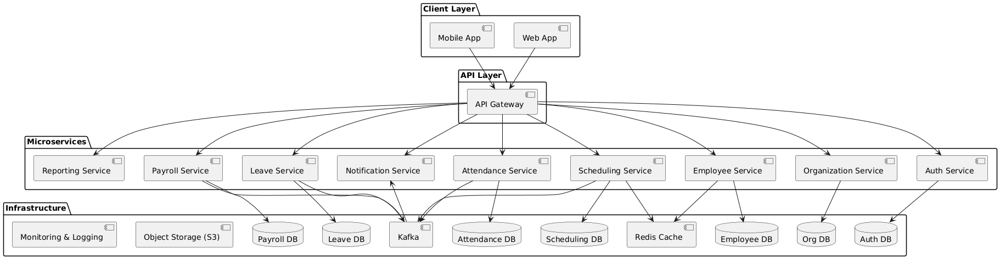 Client Layer
Mobile App
Web App
API Layer
API Gateway
Microservices
Reporting Service
Payroll Service
Leave Service
Notification Service
Attendance Service
Scheduling Service
Employee Service
Organization Service
Auth Service
Infrastructure
Monitoring & Logging
Object Storage (S3)
Payroll DB
Leave DB
Kafka
Attendance DB
Scheduling DB
Redis Cache
Employee DB
Org DB
Auth DB